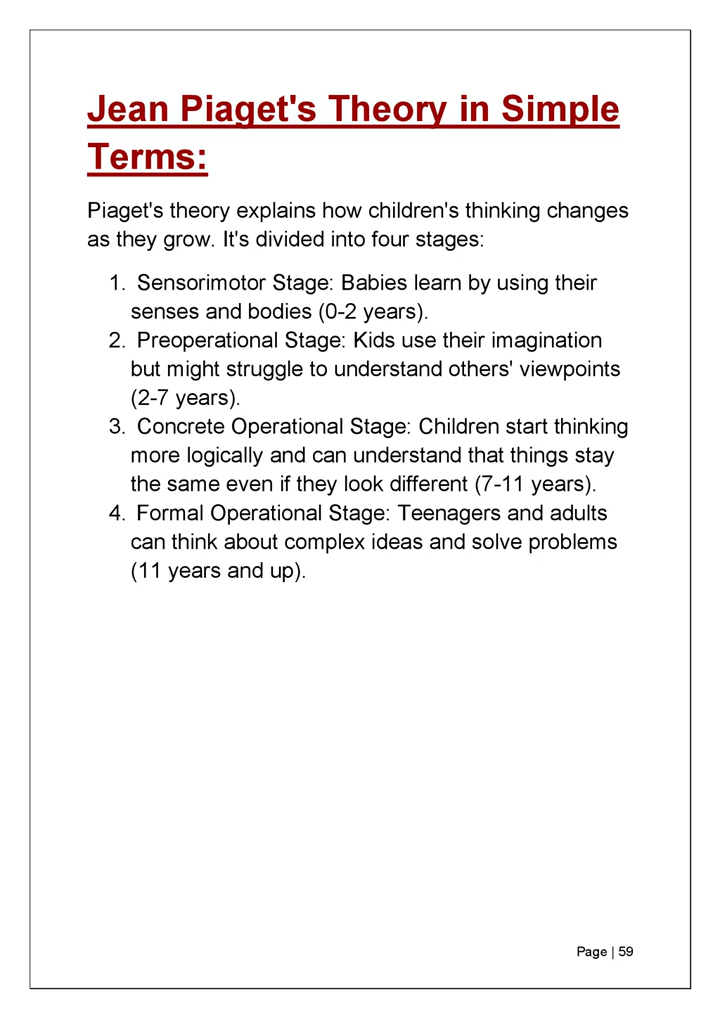 Jean Piaget's Theory in Simple
Terms:
Piaget's theory explains how children's thinking changes
as they grow. It's divided into four stages:
1. Sensorimotor Stage: Babies learn by using their
senses and bodies (0-2 years).
2. Preoperational Stage: Kids use their imagination
but might struggle to understand others' viewpoints
(2-7 years).
3. Concrete Operational Stage: Children start thinking
more logically and can understand that things stay
the same even if they look different (7-11 years).
4. Formal Operational Stage: Teenagers and adults
can think about complex ideas and solve problems
(11 years and up).
Page | 59